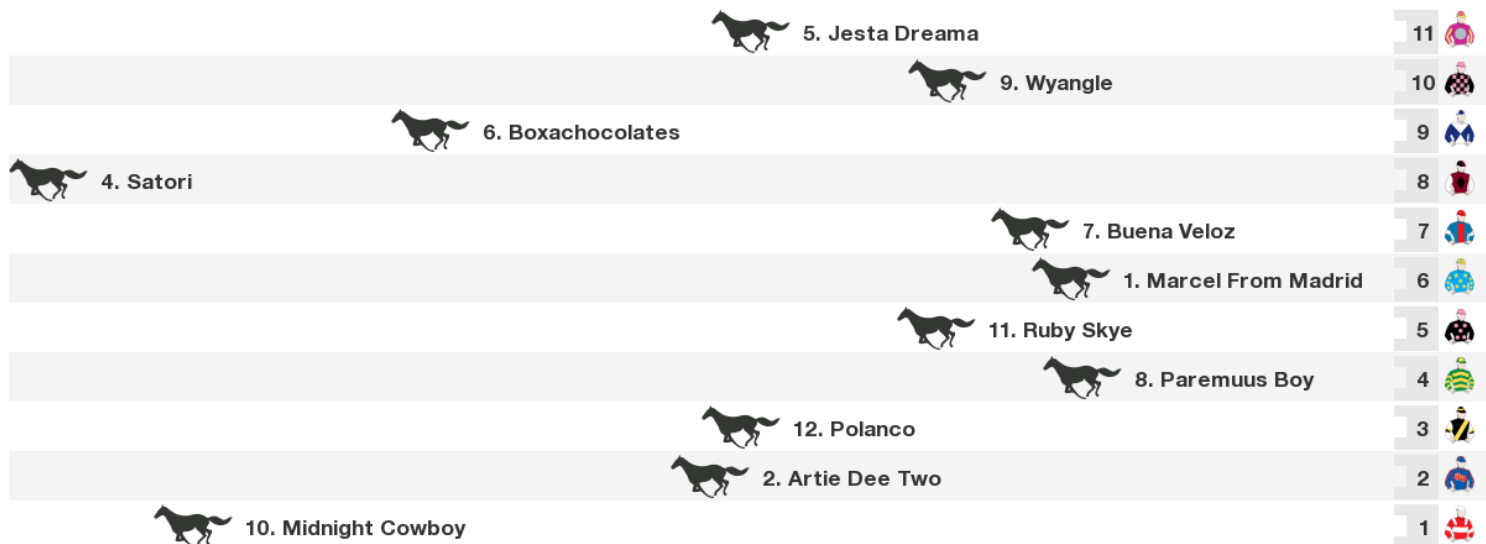 5. Jesta Dreama 11
9. Wyangle 10
6. Boxachocolates 9
4. Satori 8
7. Buena Veloz 7
1. Marcel From Madrid 6
11. Ruby Skye 5
8. Paremuus Boy 4
12. Polanco 3
2. Artie Dee Two 2
10. Midnight Cowboy 1